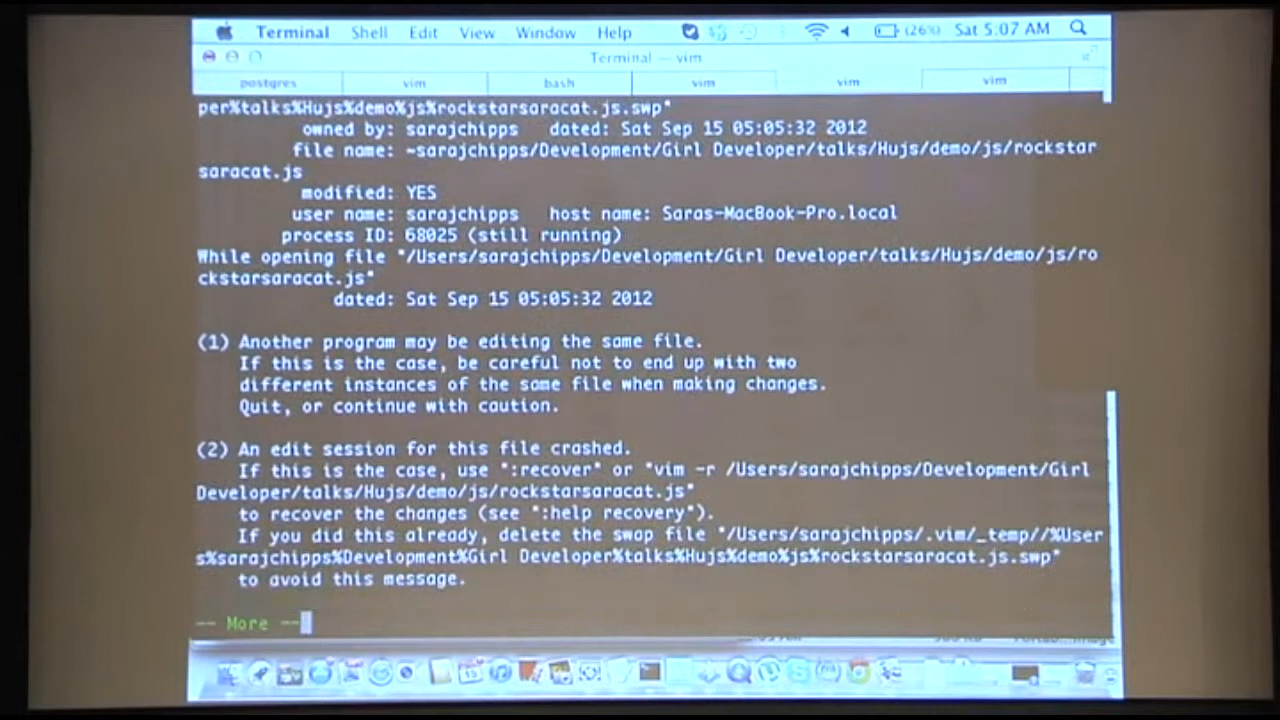 Terminal Shell Edit View Window Help (26%) Sat 5:07 AM
Terminal — vim
postgres vim bash vim vim vim
per%talks%Hujs%demo%js%rockstarsaracat.js.swp"
owned by: sarajchipps dated: Sat Sep 15 05:05:32 2012
file name: ~sarajchipps/Development/Girl Developer/talks/Hujs/demo/js/rockstar
saracat.js
modified: YES
user name: sarajchipps host name: Saras-MacBook-Pro.local
process ID: 68025 (still running)
While opening file "/Users/sarajchipps/Development/Girl Developer/talks/Hujs/demo/js/ro
ckstarsaracat.js"
dated: Sat Sep 15 05:05:32 2012
(1) Another program may be editing the same file.
If this is the case, be careful not to end up with two
different instances of the same file when making changes.
Quit, or continue with caution.
(2) An edit session for this file crashed.
If this is the case, use ":recover" or "vim -r /Users/sarajchipps/Development/Girl
Developer/talks/Hujs/demo/js/rockstarsaracat.js"
to recover the changes (see ":help recovery").
If you did this already, delete the swap file "/Users/sarajchipps/.vim/_temp//%User
s%sarajchipps%Development%Girl Developer%talks%Hujs%demo%js%rockstarsaracat.js.swp"
to avoid this message.
-- More --